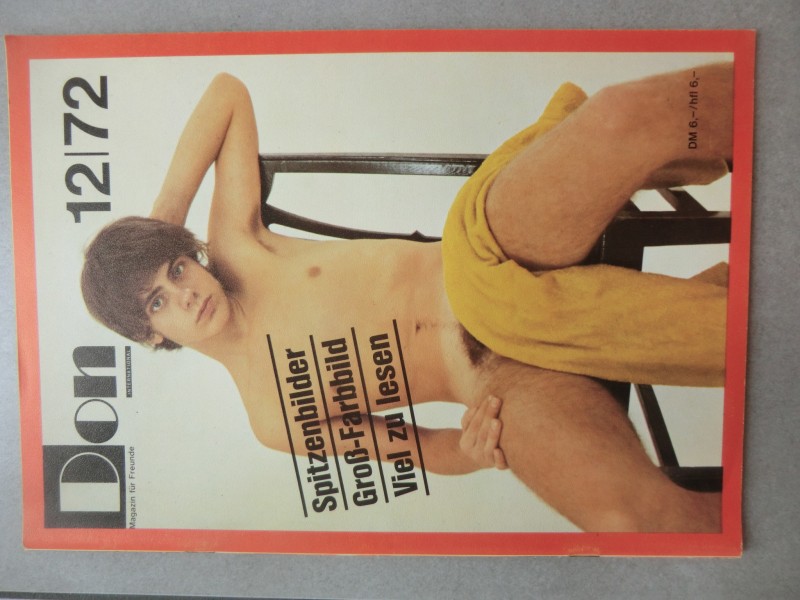 Don
INTERNATIONAL
Magazin für Freunde
12|72
Spitzenbilder
Groß-Farbbild
Viel zu lesen
DM 6,–/hfl 6,–